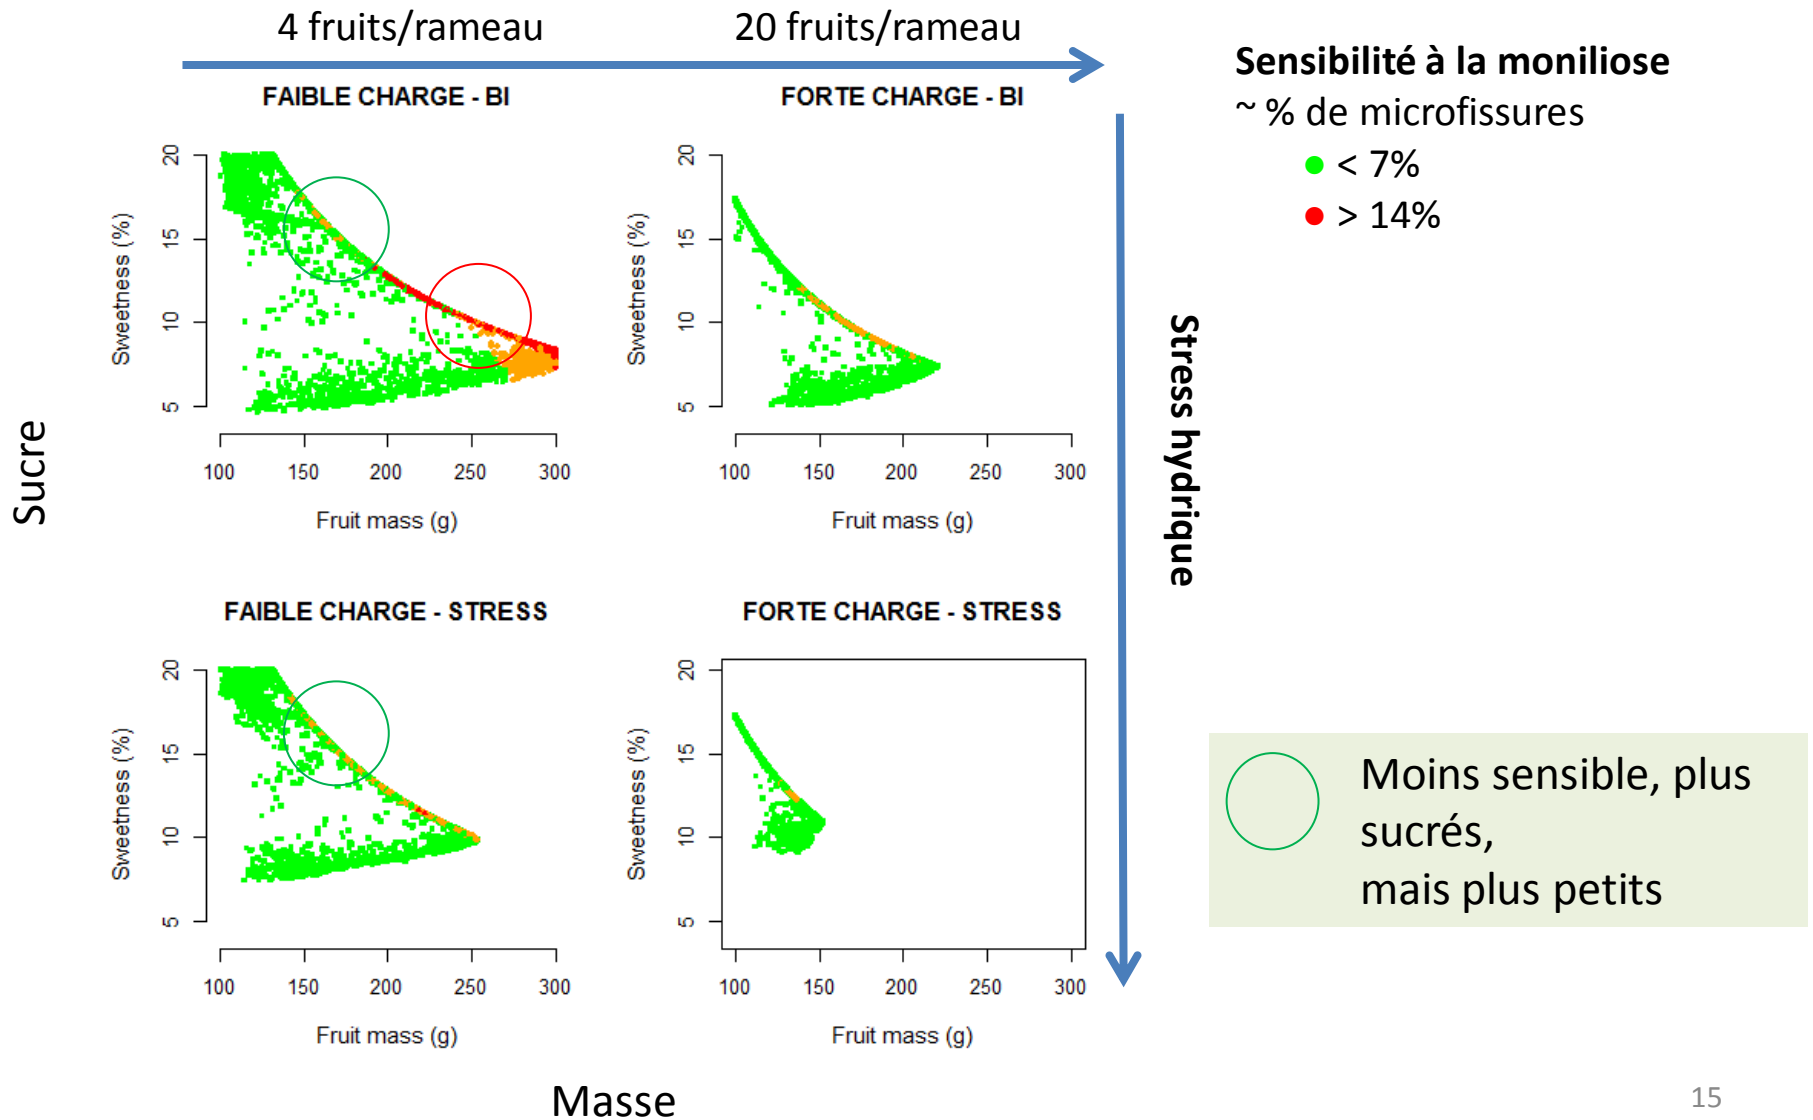 4 fruits/rameau
20 fruits/rameau
Sensibilité à la moniliose
~ % de microfissures
< 7%
> 14%
FAIBLE CHARGE - BI
Sweetness (%)
20
15
10
5
100 150 200 250 300
Fruit mass (g)
FORTE CHARGE - BI
Sweetness (%)
20
15
10
5
100 150 200 250 300
Fruit mass (g)
Sucre
Stress hydrique
FAIBLE CHARGE - STRESS
Sweetness (%)
20
15
10
5
100 150 200 250 300
Fruit mass (g)
FORTE CHARGE - STRESS
Sweetness (%)
20
15
10
5
100 150 200 250 300
Fruit mass (g)
Moins sensible, plus
sucrés,
mais plus petits
Masse
15